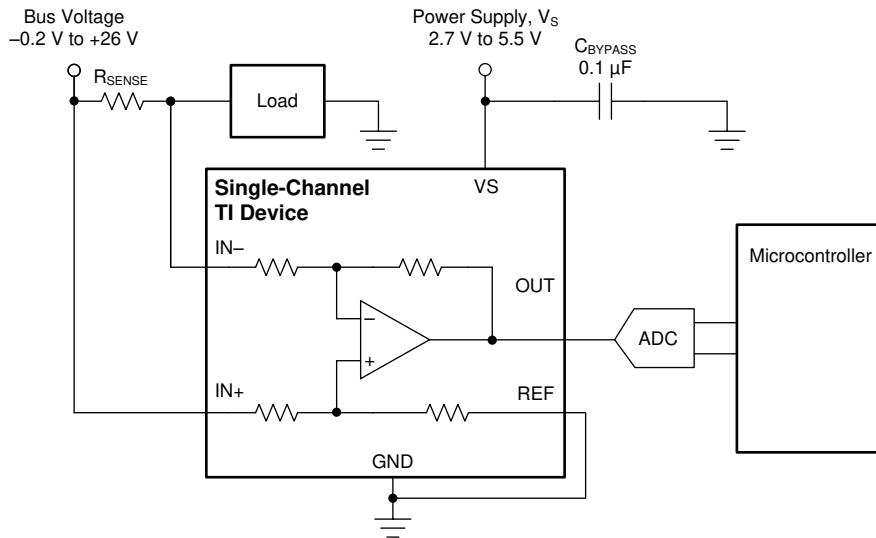 Bus Voltage
–0.2 V to +26 V
Power Supply, VS
2.7 V to 5.5 V
CBYPASS
0.1 µF
RSENSE
Load
Single-Channel
TI Device
VS
IN–
OUT
Microcontroller
–
ADC
+
IN+
REF
GND